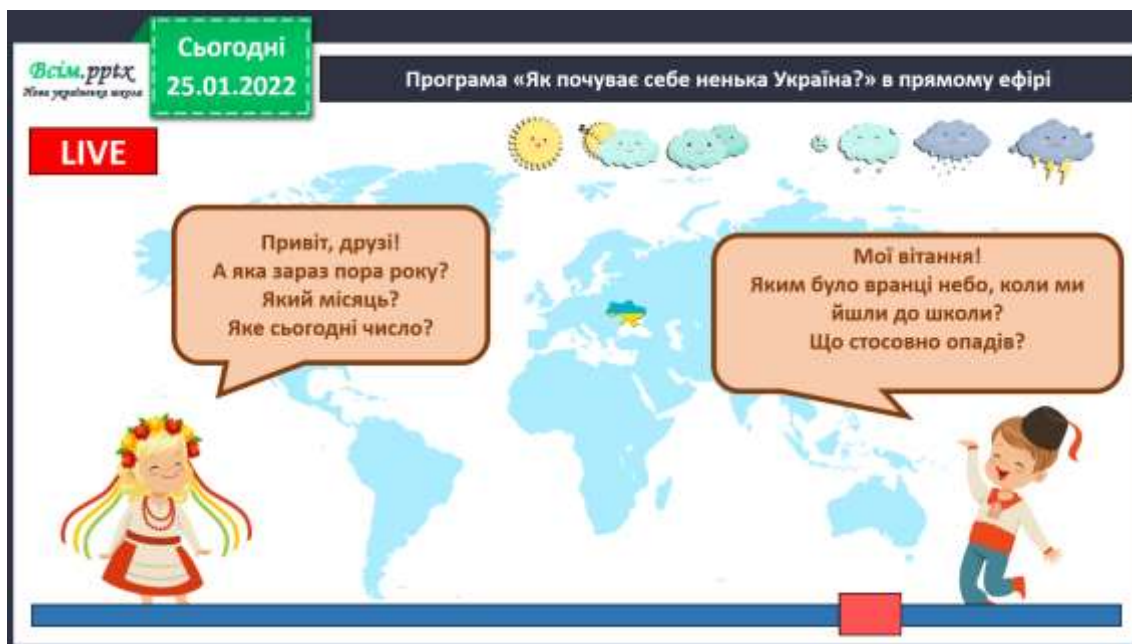 Всім.pptx
Нова українська школа
Сьогодні
25.01.2022
Програма «Як почуває себе ненька Україна?» в прямому ефірі
LIVE
Привіт, друзі!
А яка зараз пора року?
Який місяць?
Яке сьогодні число?
Мої вітання!
Яким було вранці небо, коли ми
йшли до школи?
Що стосовно опадів?